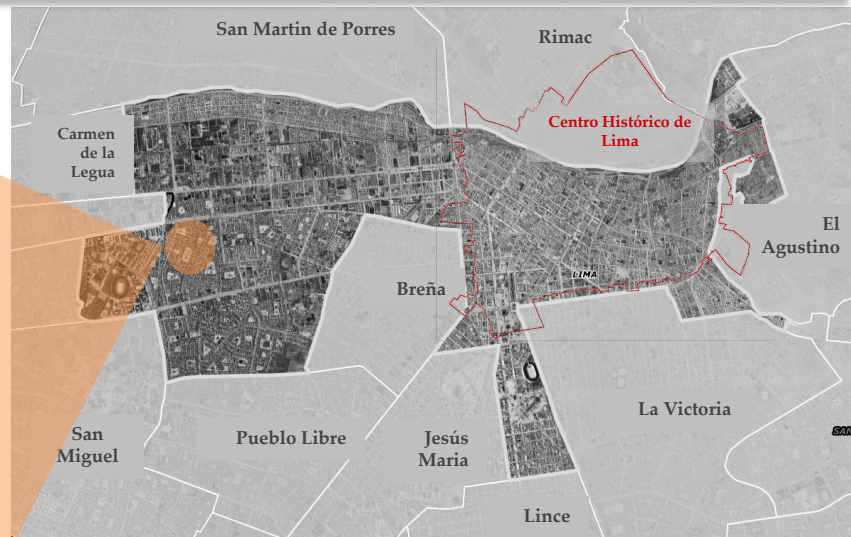 San Martin de Porres
Rimac
Centro Histórico de
Lima
Carmen
de la
Legua
El
Agustino
LIMA
Breña
La Victoria
San
Miguel
Pueblo Libre
Jesús
Maria
SAN
Lince